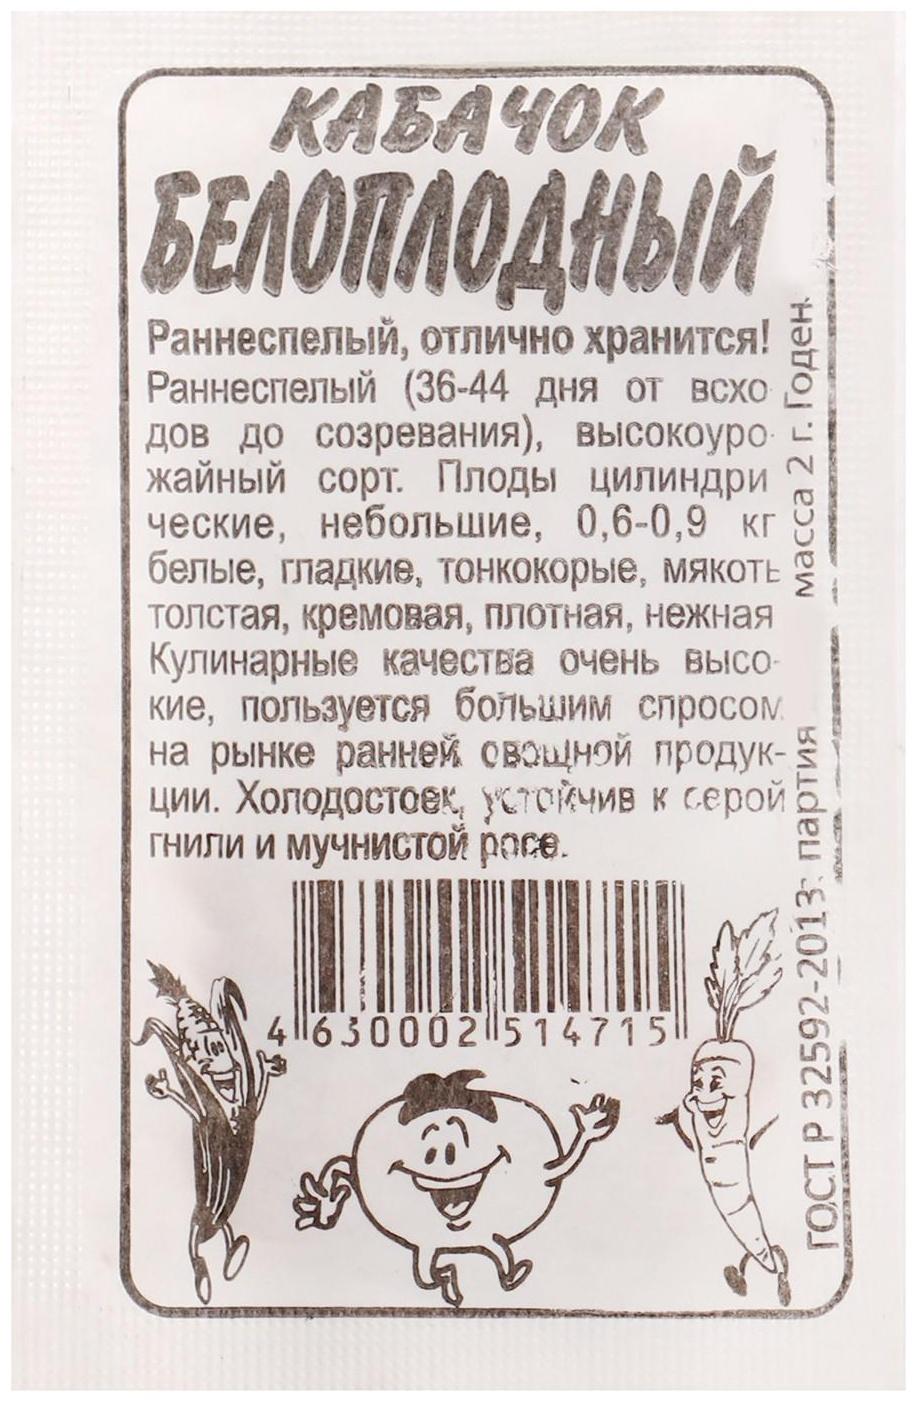 КАБАЧОК
БЕЛОПЛОДНЫЙ
Раннеспелый, отлично хранится!
Раннеспелый (36-44 дня от всхо
дов до созревания), высокоуро-
жайный сорт. Плоды цилиндри
ческие, небольшие, 0,6-0,9 кг
белые, гладкие, тонкокорые, мякоть
толстая, кремовая, плотная, нежная
Кулинарные качества очень высо-
кие, пользуется большим спросом
на рынке ранней овощной продук-
ции. Холодостоек, устойчив к серой
гнили и мучнистой росе.
4 630002 514715
ГОСТ Р 32592-2013: партия масса 2 г. Годен